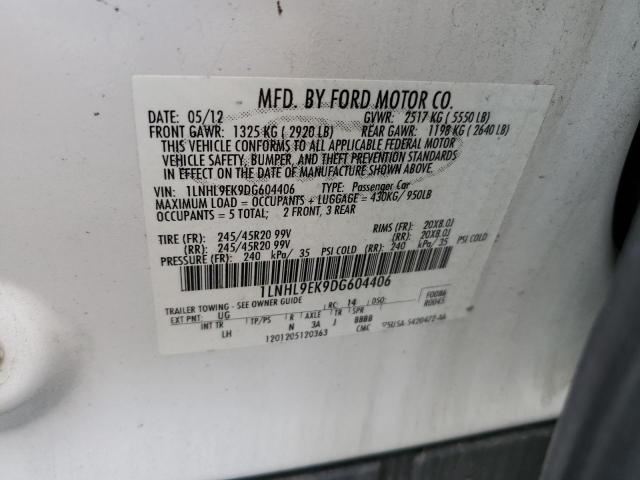 MFD. BY FORD MOTOR CO.
DATE: 05/12 GVWR: 2517 KG ( 5550 LB)
FRONT GAWR: 1325 KG ( 2920 LB) REAR GAWR: 1198 KG ( 2640 LB)
THIS VEHICLE CONFORMS TO ALL APPLICABLE FEDERAL MOTOR
VEHICLE SAFETY, BUMPER, AND THEFT PREVENTION STANDARDS
IN EFFECT ON THE DATE OF MANUFACTURE SHOWN ABOVE.
VIN: 1LNHL9EK9DG604406 TYPE: Passenger Car
MAXIMUM LOAD = OCCUPANTS + LUGGAGE = 430KG/ 950LB
OCCUPANTS = 5 TOTAL; 2 FRONT, 3 REAR
TIRE (FR): 245/45R20 99V RIMS (FR): 20X8.0J
(RR): 245/45R20 99V (RR): 20X8.0J
PRESSURE (FR): 240 kPa/ 35 PSI COLD (RR): 240 kPa/ 35 PSI COLD
1LNHL9EK9DG604406
TRAILER TOWING - SEE OWNER GUIDE RC: 14 DSO: F0086
EXT PNT: UG R0045
INT TR TP/PS R AXLE TR SPR
LH N 3A J BBBB
1201205120363 CMC